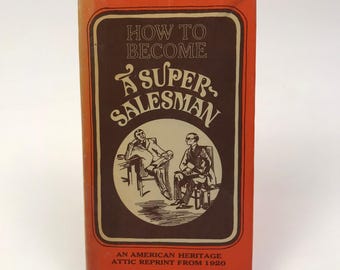 HOW TO
BECOME
A SUPER-
SALESMAN
AN AMERICAN HERITAGE
ATTIC REPRINT FROM 1920